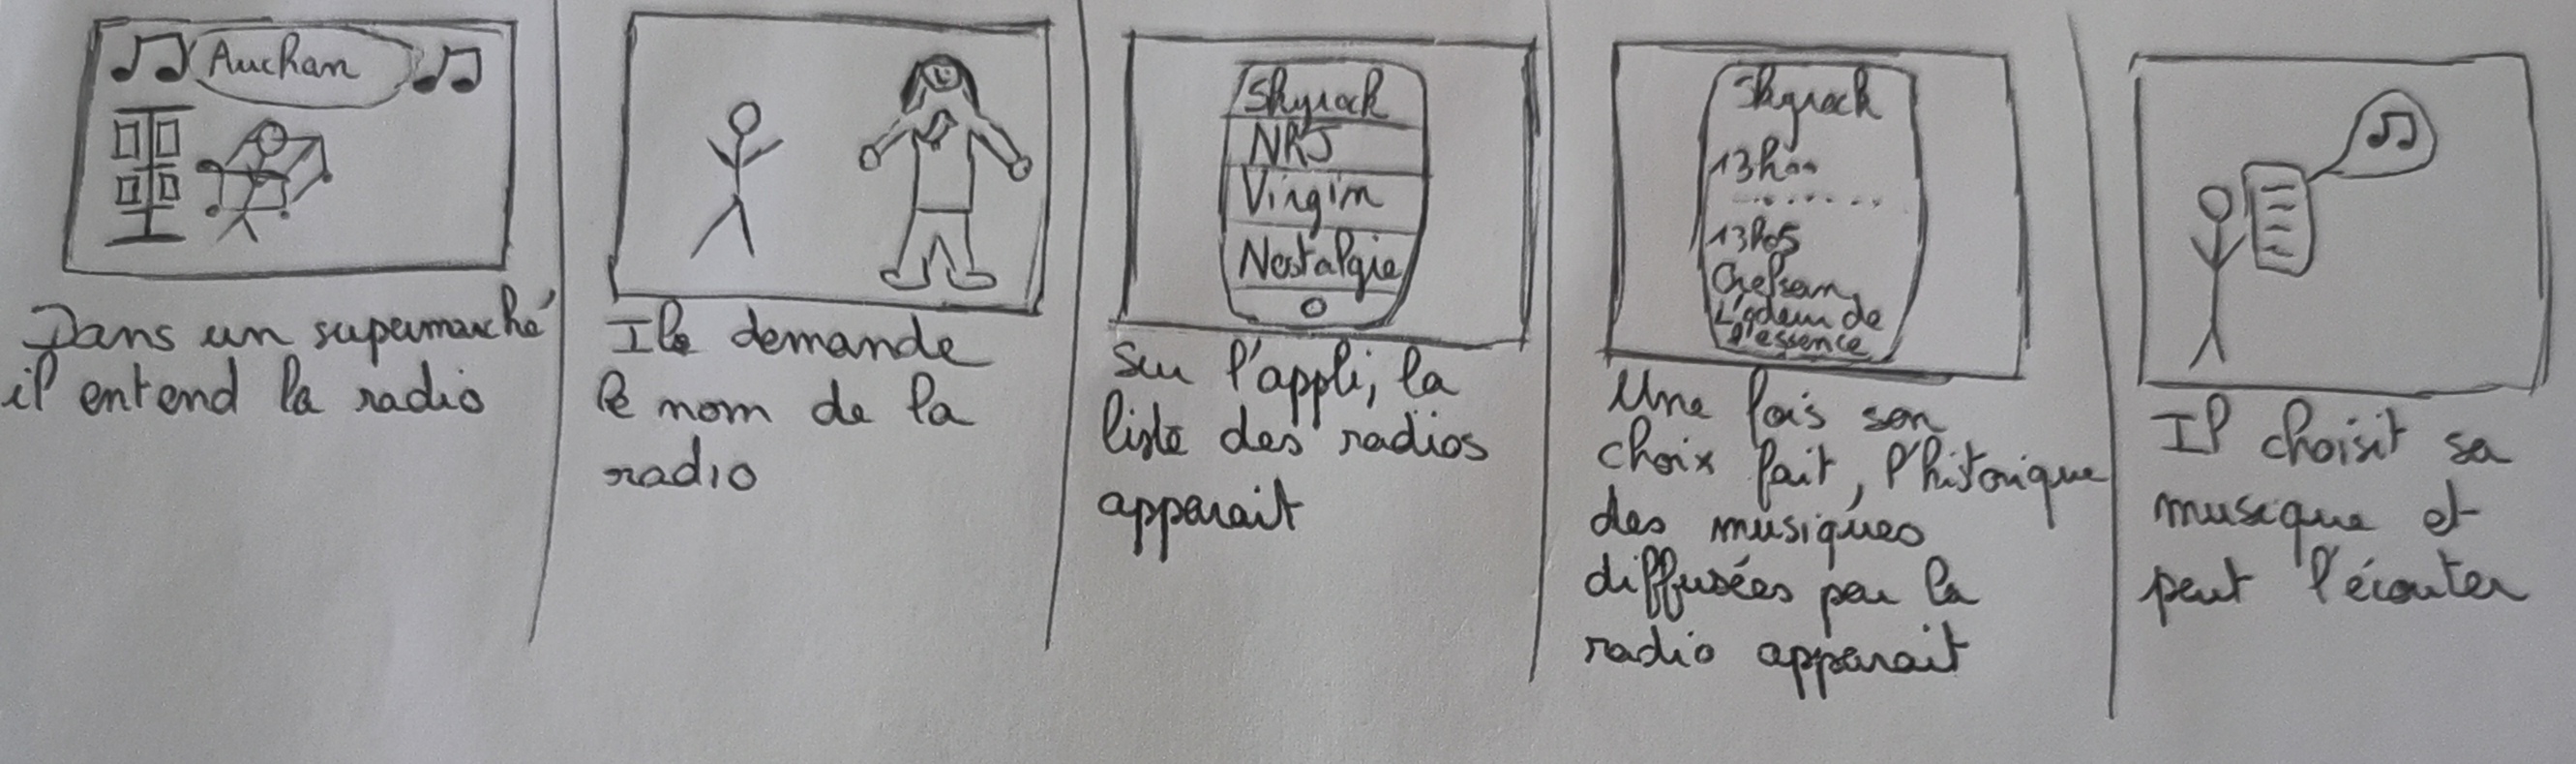 Auchan
Dans un supermarché
il entend la radio
Il demande
le nom de la
radio
Skyrock
NRJ
Virgin
Nostalgie
Sur l'appli, la
liste des radios
apparait
Skyrock
13h00
.......
13h05
Orelsan
L'odeur de
l'essence
Une fois son
choix fait, l'hitorique
des musiques
diffusées par la
radio apparait
Il choisit sa
musique et
peut l'écouter